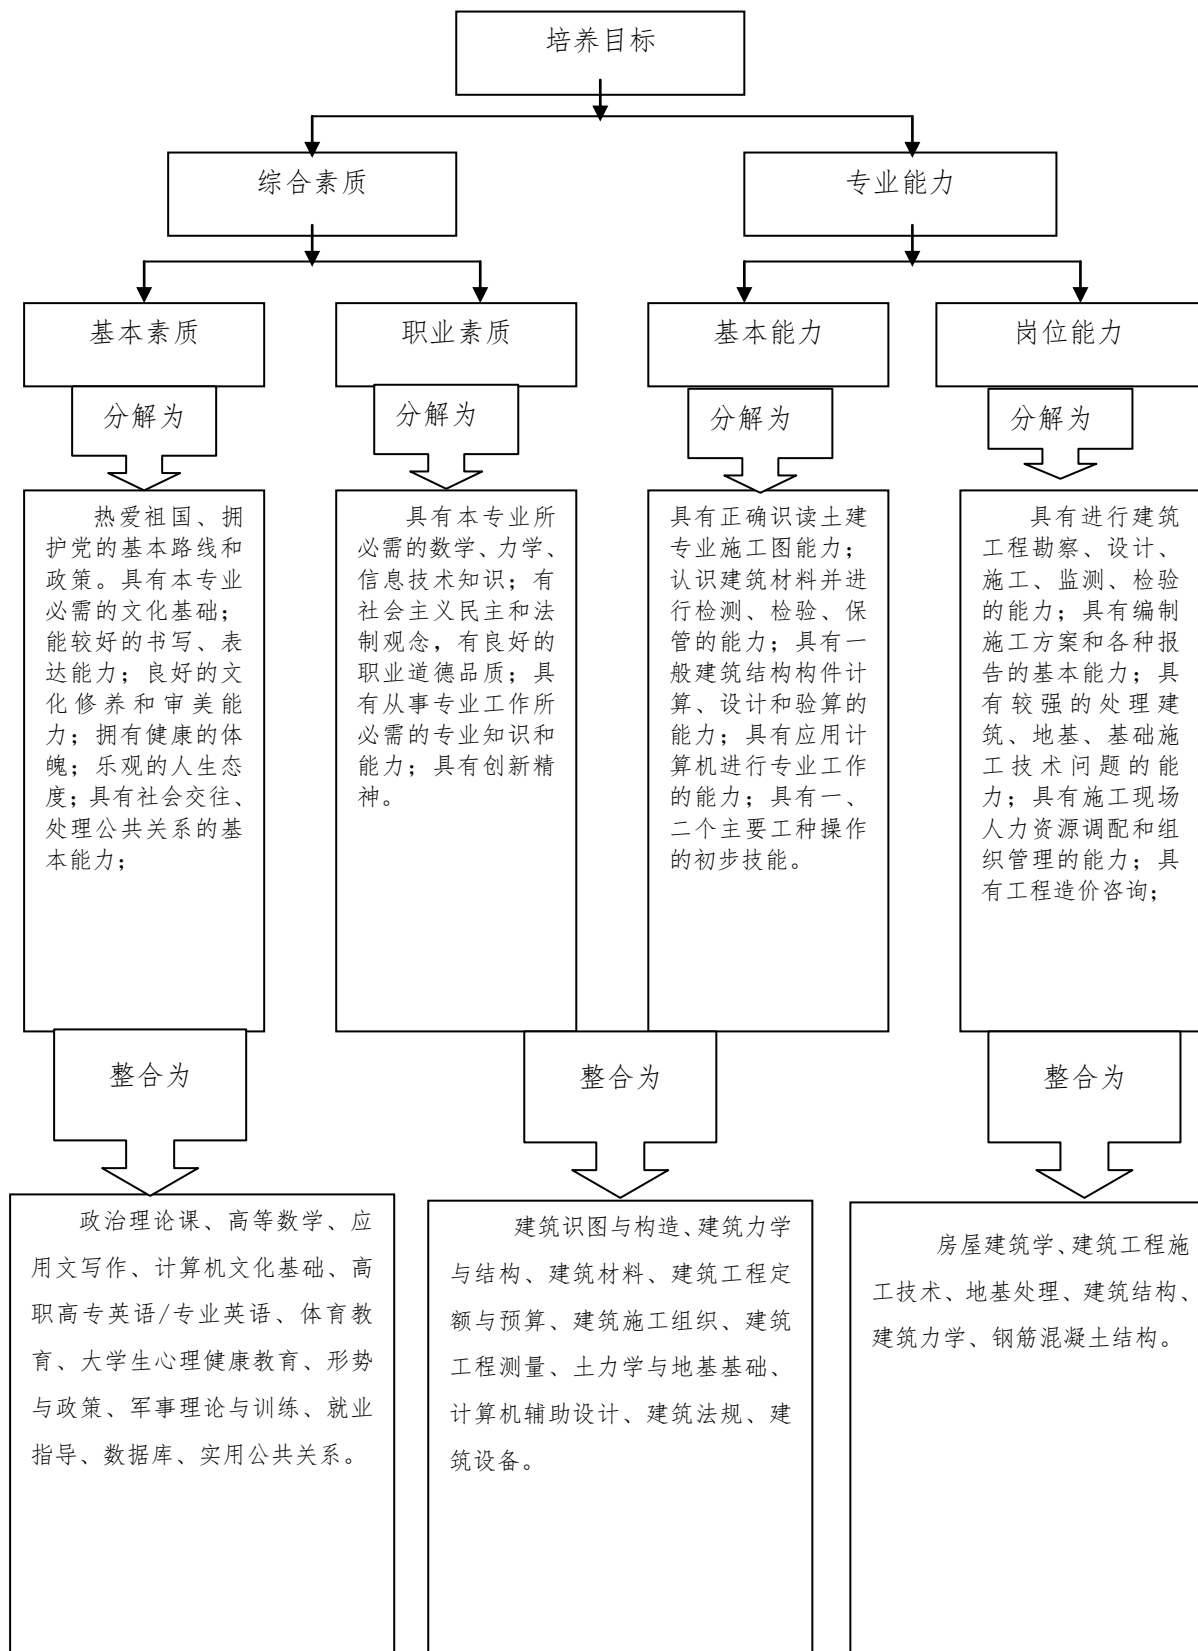 培养目标
综合素质
专业能力
基本素质
职业素质
基本能力
岗位能力
分解为
分解为
分解为
分解为
热爱祖国、拥
护党的基本路线和
政策。具有本专业
必需的文化基础；
能较好的书写、表
达能力；良好的文
化修养和审美能
力；拥有健康的体
魄；乐观的人生态
度；具有社会交往、
处理公共关系的基
本能力；
具有本专业所
必需的数学、力学、
信息技术知识；有
社会主义民主和法
制观念，有良好的
职业道德品质；具
有从事专业工作所
必需的专业知识和
能力；具有创新精
神。
具有正确识读土建
专业施工图能力；
认识建筑材料并进
行检测、检验、保
管的能力；具有一
般建筑结构构件计
算、设计和验算的
能力；具有应用计
算机进行专业工作
的能力；具有一、
二个主要工种操作
的初步技能。
具有进行建筑
工程勘察、设计、
施工、监测、检验
的能力；具有编制
施工方案和各种报
告的基本能力；具
有较强的处理建
筑、地基、基础施
工技术问题的能
力；具有施工现场
人力资源调配和组
织管理的能力；具
有工程造价咨询；
整合为
整合为
整合为
政治理论课、高等数学、应
用文写作、计算机文化基础、高
职高专英语/专业英语、体育教
育、大学生心理健康教育、形势
与政策、军事理论与训练、就业
指导、数据库、实用公共关系。
建筑识图与构造、建筑力学
与结构、建筑材料、建筑工程定
额与预算、建筑施工组织、建筑
工程测量、土力学与地基基础、
计算机辅助设计、建筑法规、建
筑设备。
房屋建筑学、建筑工程施
工技术、地基处理、建筑结构、
建筑力学、钢筋混凝土结构。